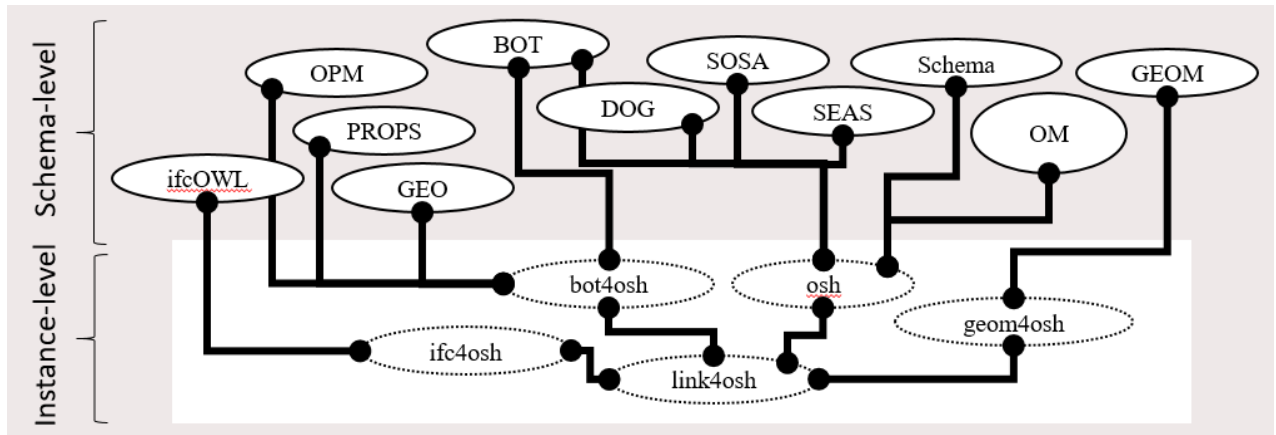 Schema-level
BOT
OPM
SOSA
Schema
GEOM
DOG
SEAS
PROPS
OM
ifcOWL
GEO
Instance-level
bot4osh
osh
geom4osh
ifc4osh
link4osh